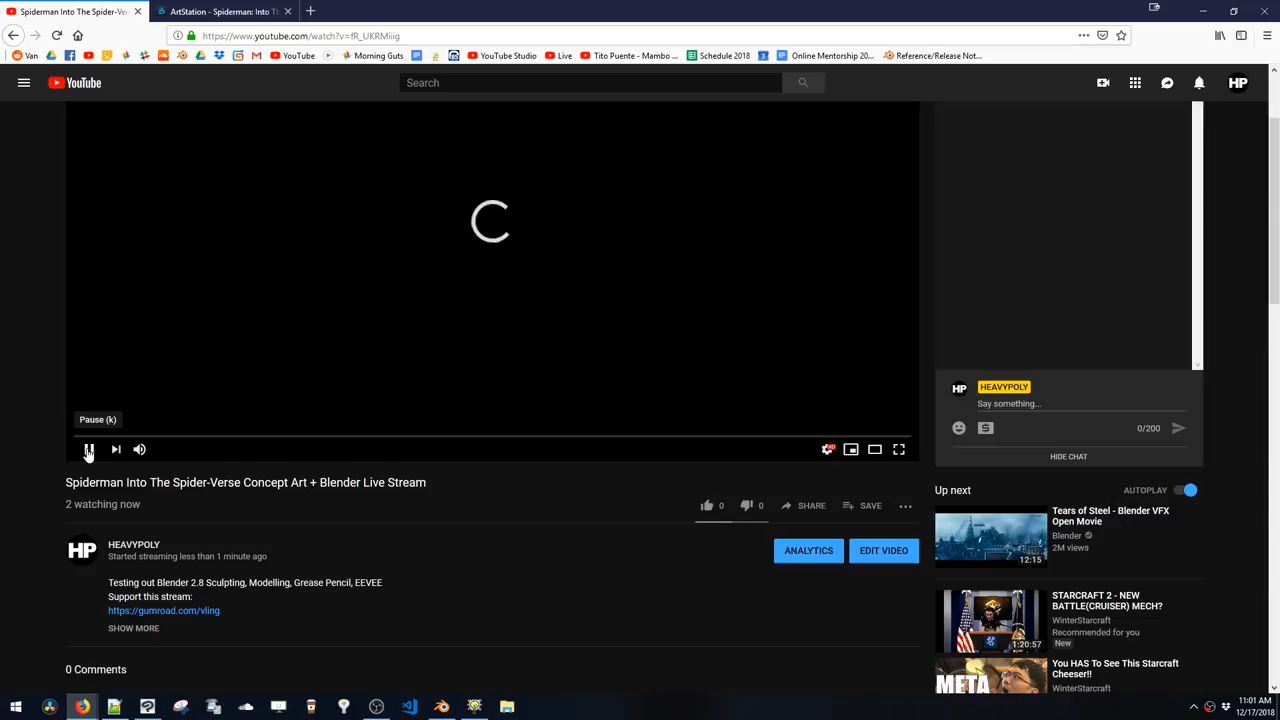 Spiderman Into The Spider-Ver
ArtStation - Spiderman: Into Th
https://www.youtube.com/watch?v=fR_UKRMiiig
Van
YouTube
Morning Guts
YouTube Studio
Live
Tito Puente - Mambo ...
Schedule 2018
Online Mentorship 20...
Reference/Release Not...
YouTube
Search
HP
Pause (k)
HD
HP
HEAVYPOLY
Say something...
0/200
HIDE CHAT
Spiderman Into The Spider-Verse Concept Art + Blender Live Stream
2 watching now
0
0
SHARE
SAVE
HP
HEAVYPOLY
Started streaming less than 1 minute ago
ANALYTICS
EDIT VIDEO
Testing out Blender 2.8 Sculpting, Modelling, Grease Pencil, EEVEE
Support this stream:
https://gumroad.com/vling
SHOW MORE
0 Comments
Up next
AUTOPLAY
12:15
Tears of Steel - Blender VFX
Open Movie
Blender
2M views
1:20:57
STARCRAFT 2 - NEW
BATTLE(CRUISER) MECH?
WinterStarcraft
Recommended for you
New
META
You HAS To See This Starcraft
Cheeser!!
WinterStarcraft
11:01 AM
12/17/2018